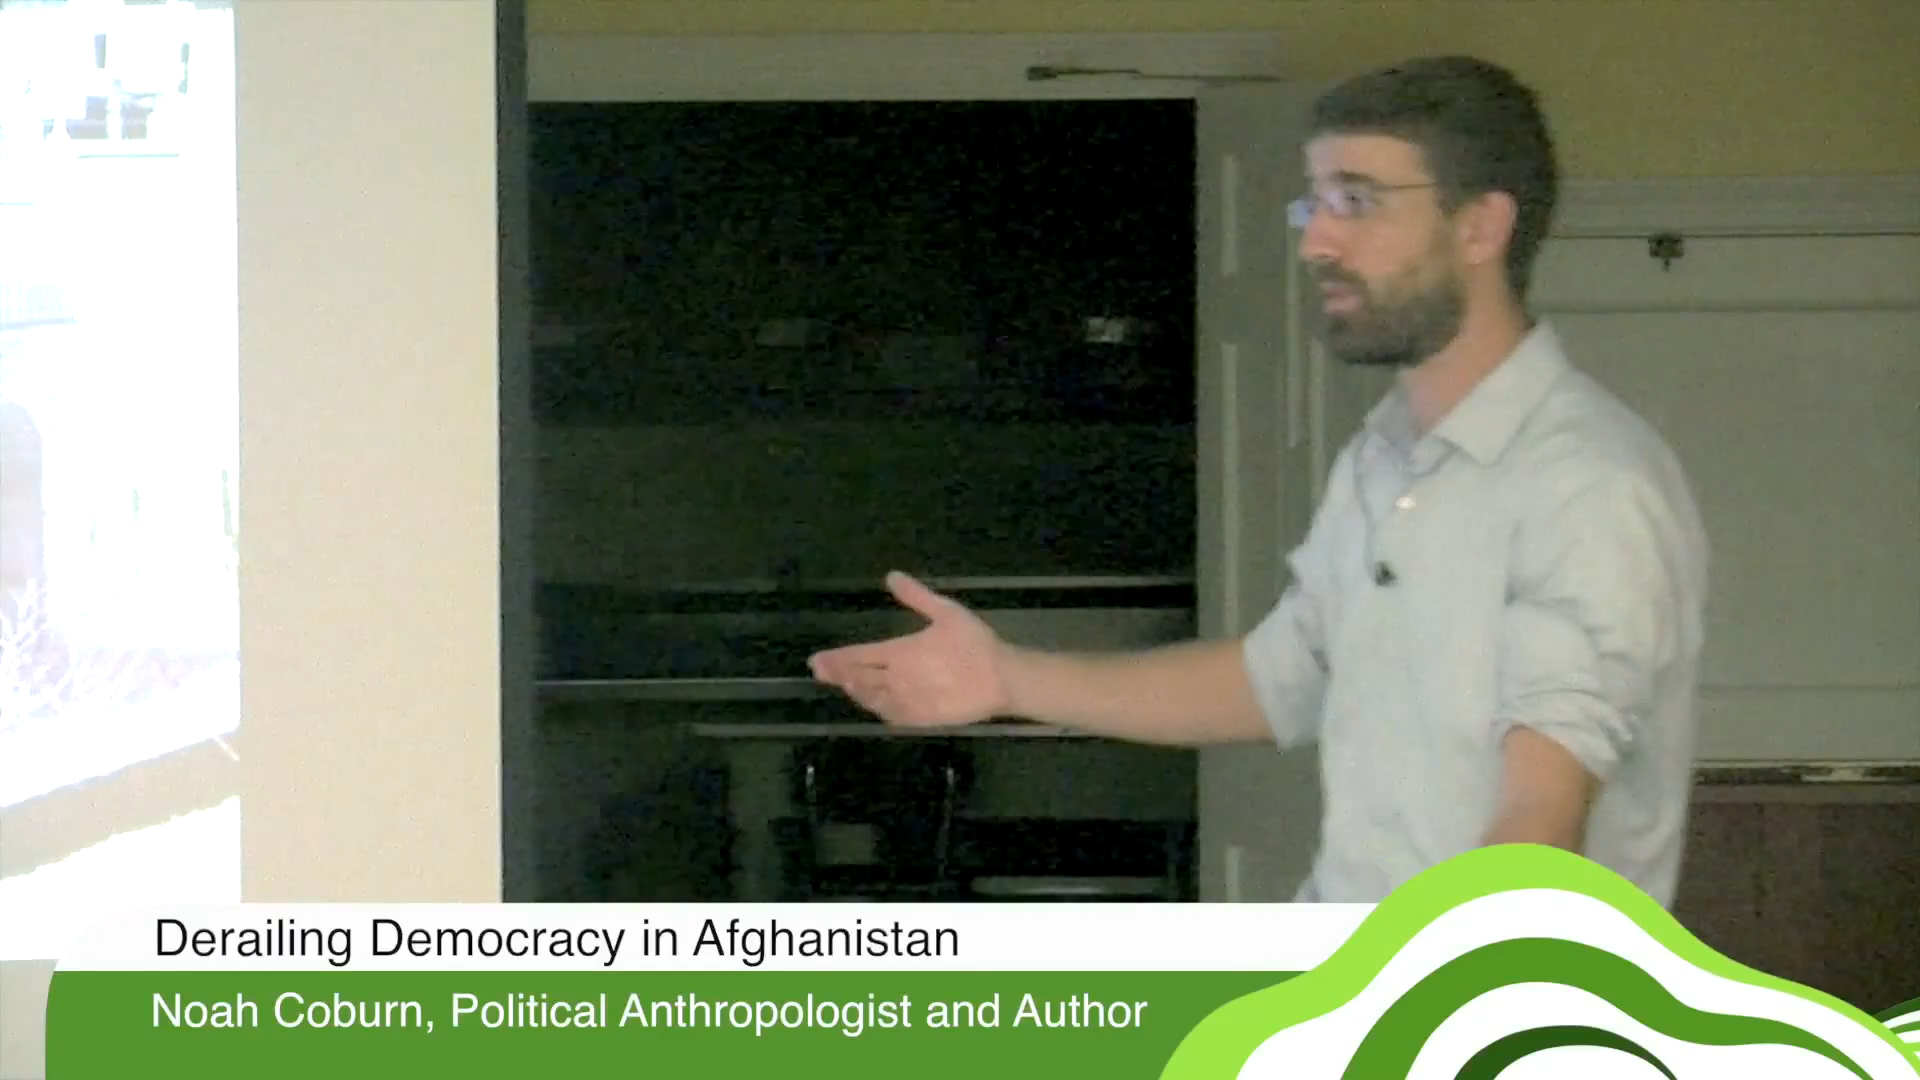 Derailing Democracy in Afghanistan
Noah Coburn, Political Anthropologist and Author